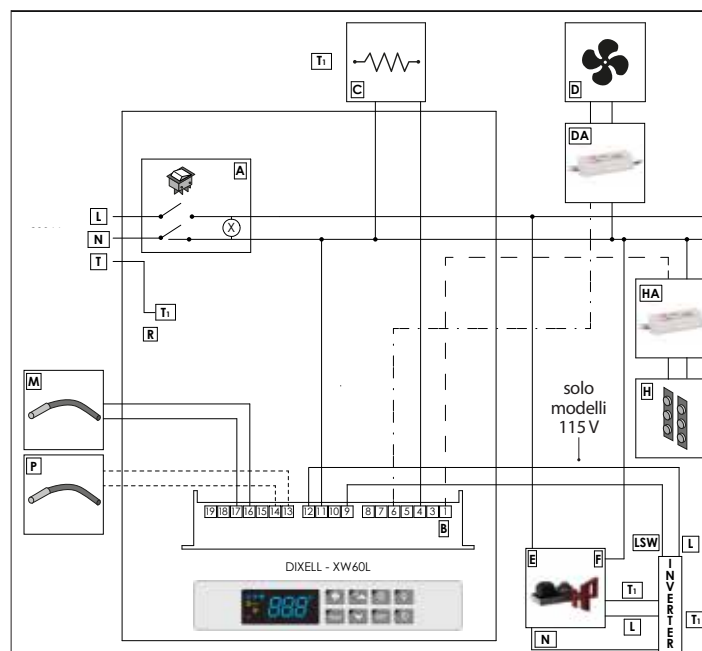 T1
C
D
DA
A
L
X
N
T
T1
R
HA
M
H
solo
modelli
115 V
P
19 18 17 16 15 14 13 12 11 10 9 8 7 6 5 4 3 1
B
LSW
L
DIXELL - XW60L
E
F
INVERTER
T1
T1
L
N
888